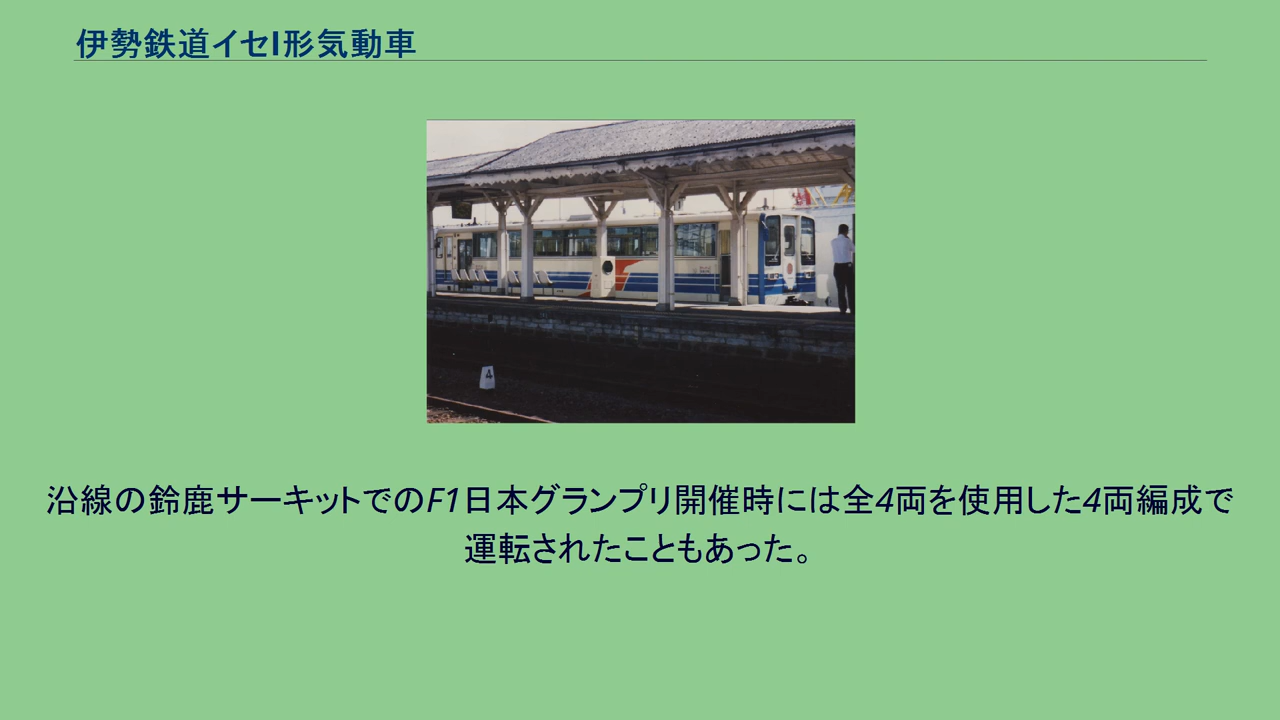 伊勢鉄道イセI形気動車
4
沿線の鈴鹿サーキットでのF1日本グランプリ開催時には全4両を使用した4両編成で
運転されたこともあった。